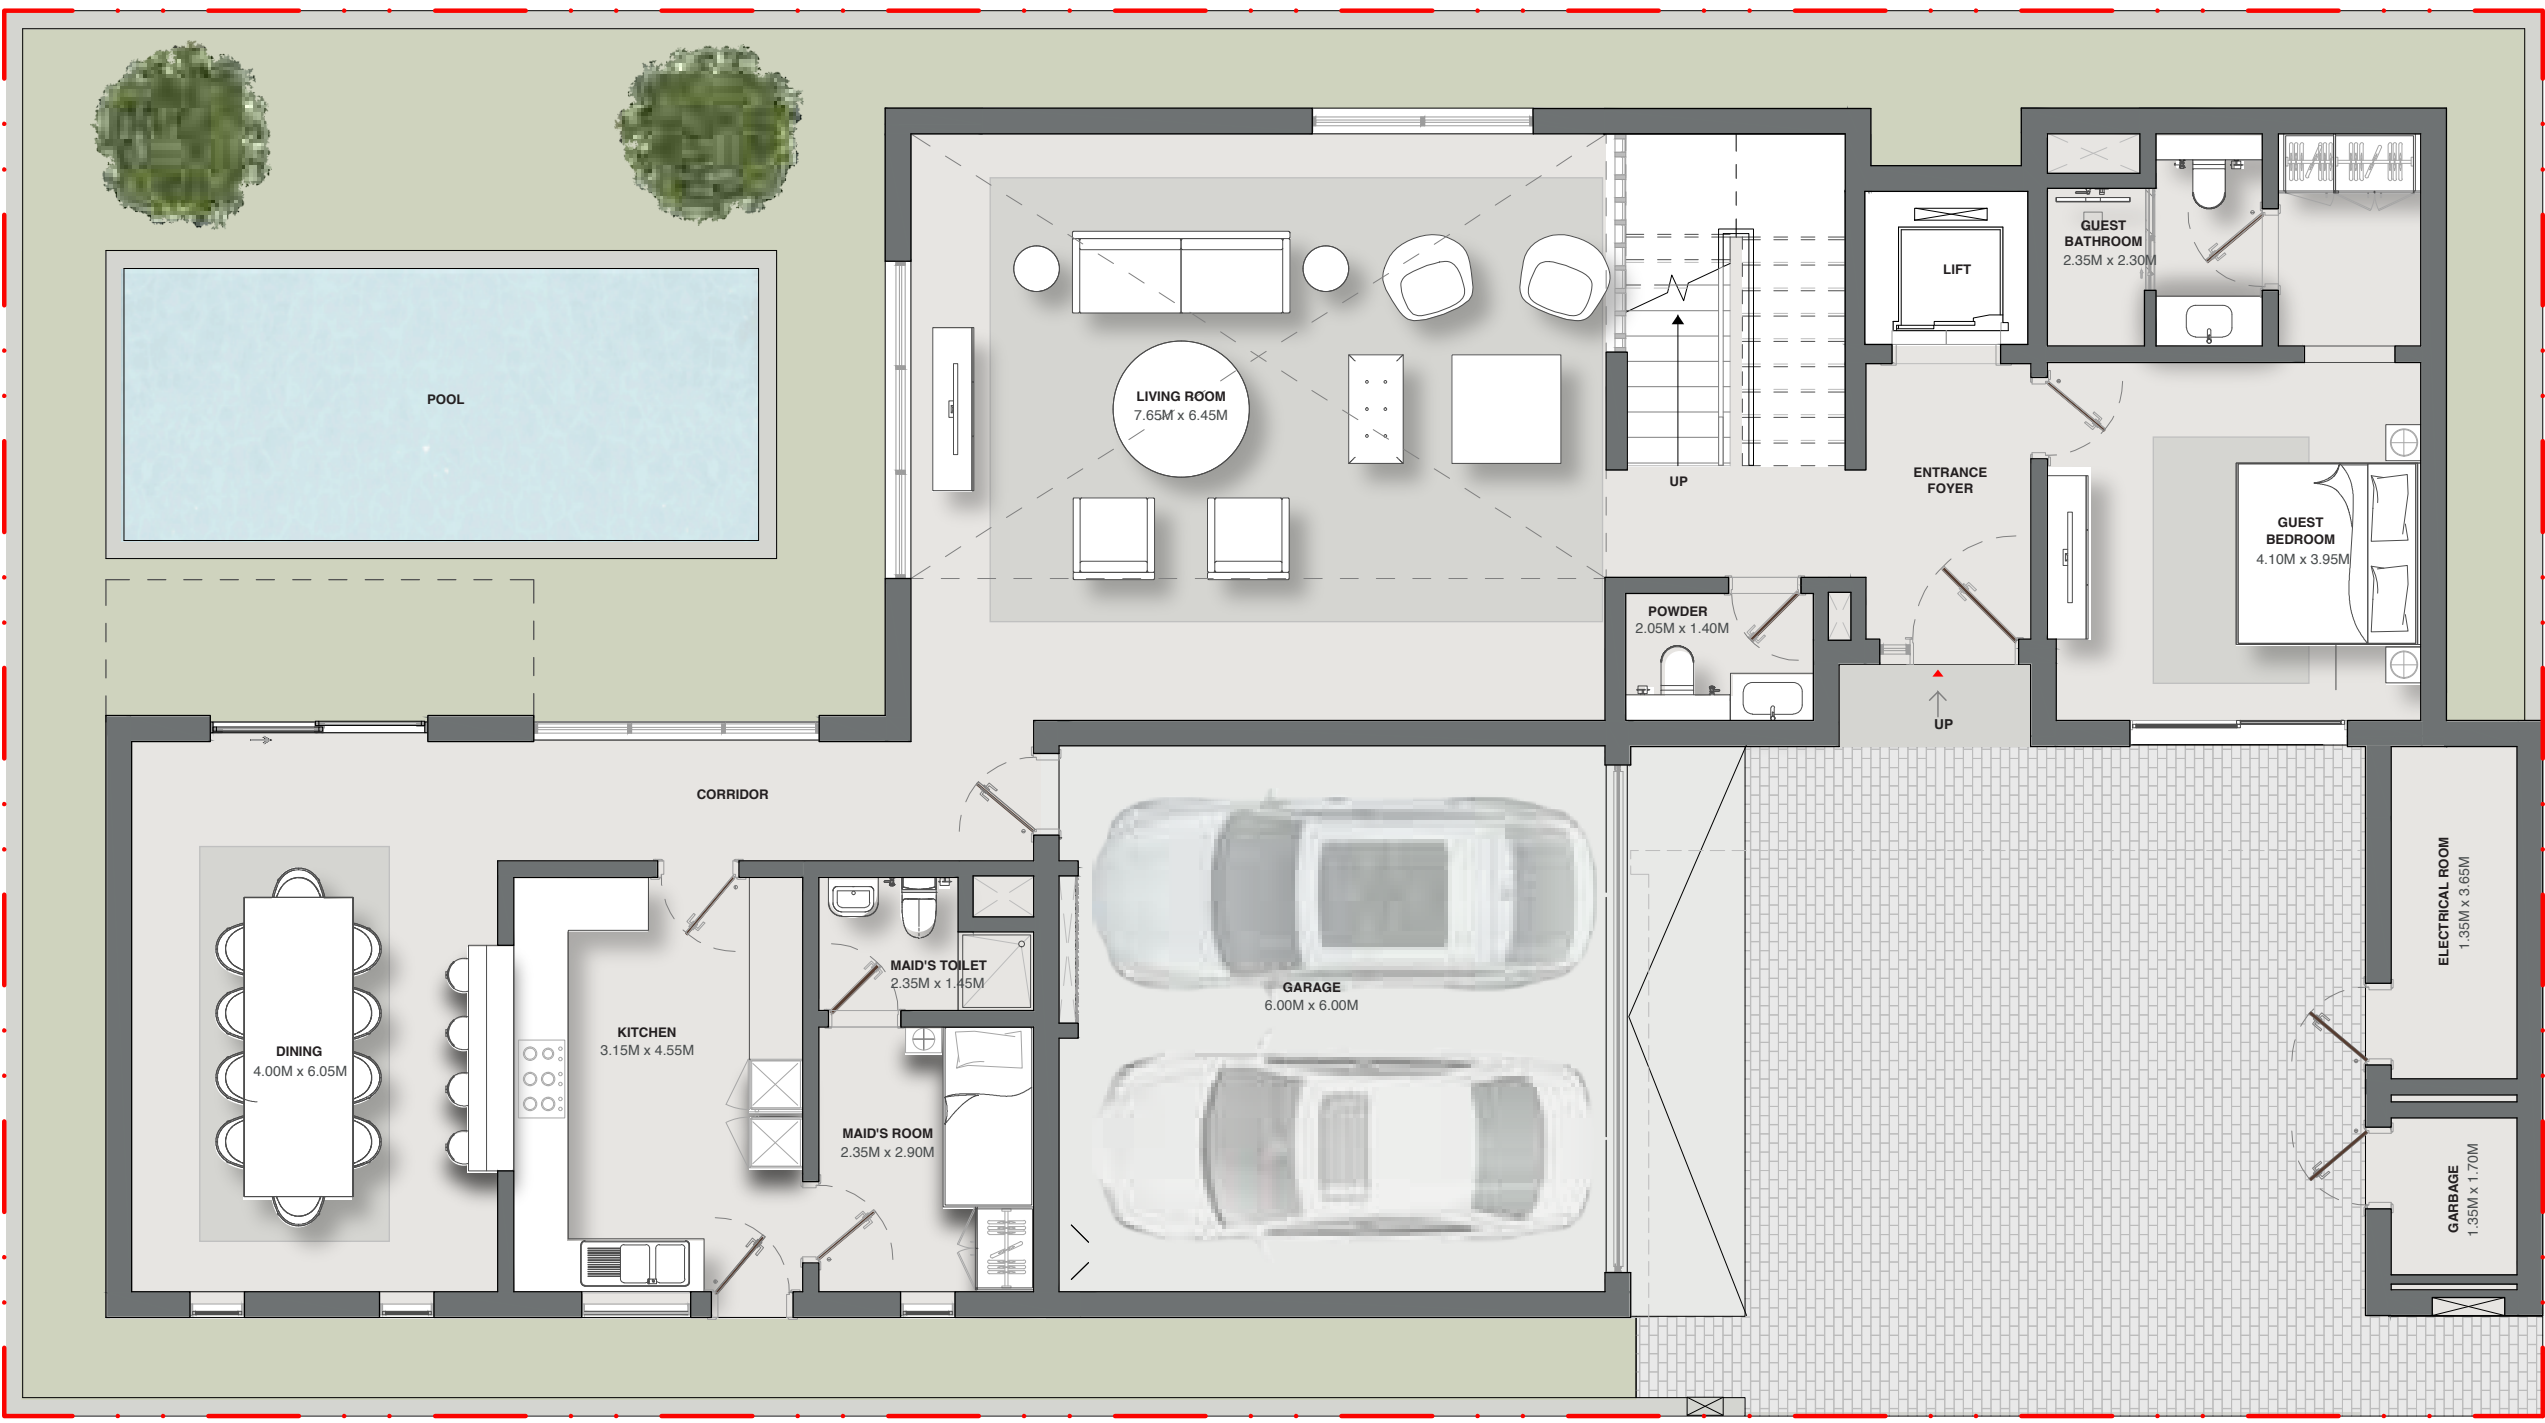 GUEST
BATHROOM
2.35M x 2.30M
LIFT
POOL
LIVING ROOM
7.65M x 6.45M
UP
ENTRANCE
FOYER
GUEST
BEDROOM
4.10M x 3.95M
POWDER
2.05M x 1.40M
UP
CORRIDOR
ELECTRICAL ROOM
1.35M x 3.65M
MAID'S TOILET
2.35M x 1.45M
GARAGE
6.00M x 6.00M
KITCHEN
3.15M x 4.55M
DINING
4.00M x 6.05M
MAID'S ROOM
2.35M x 2.90M
GARBAGE
1.35M x 1.70M